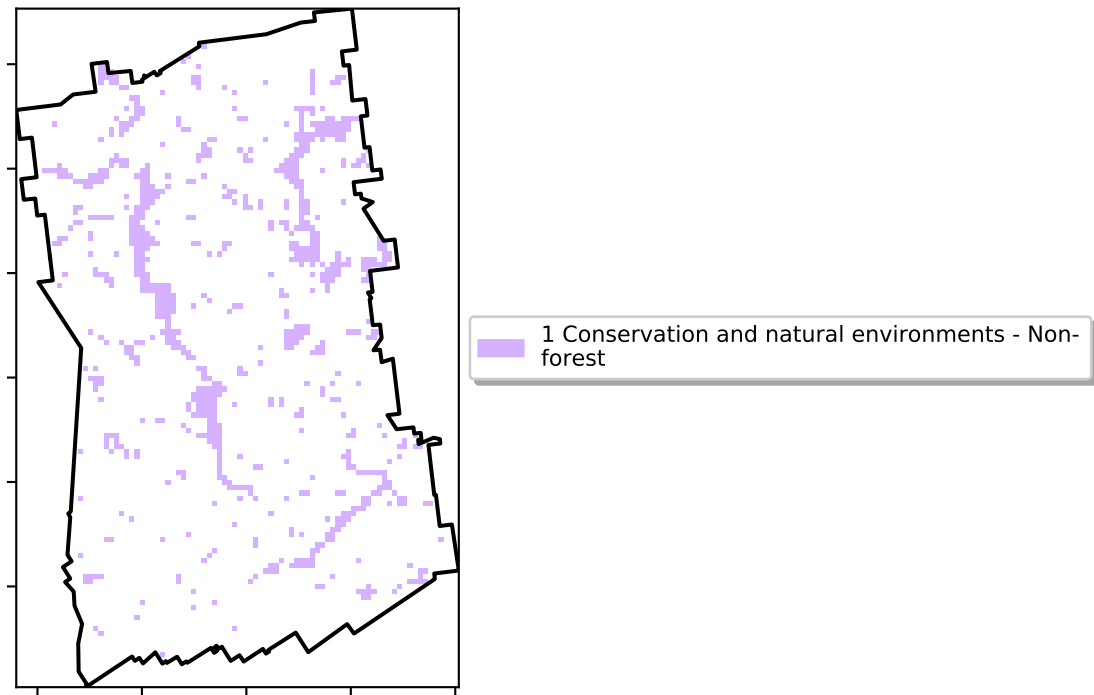 1 Conservation and natural environments - Non-
forest